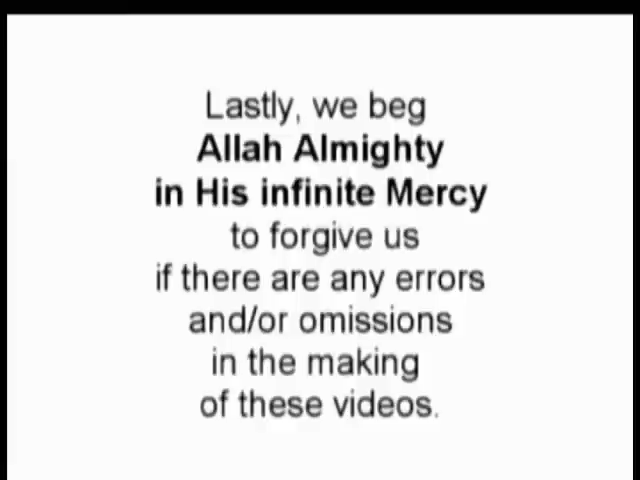 Lastly, we beg
Allah Almighty
in His infinite Mercy
to forgive us
if there are any errors
and/or omissions
in the making
of these videos.